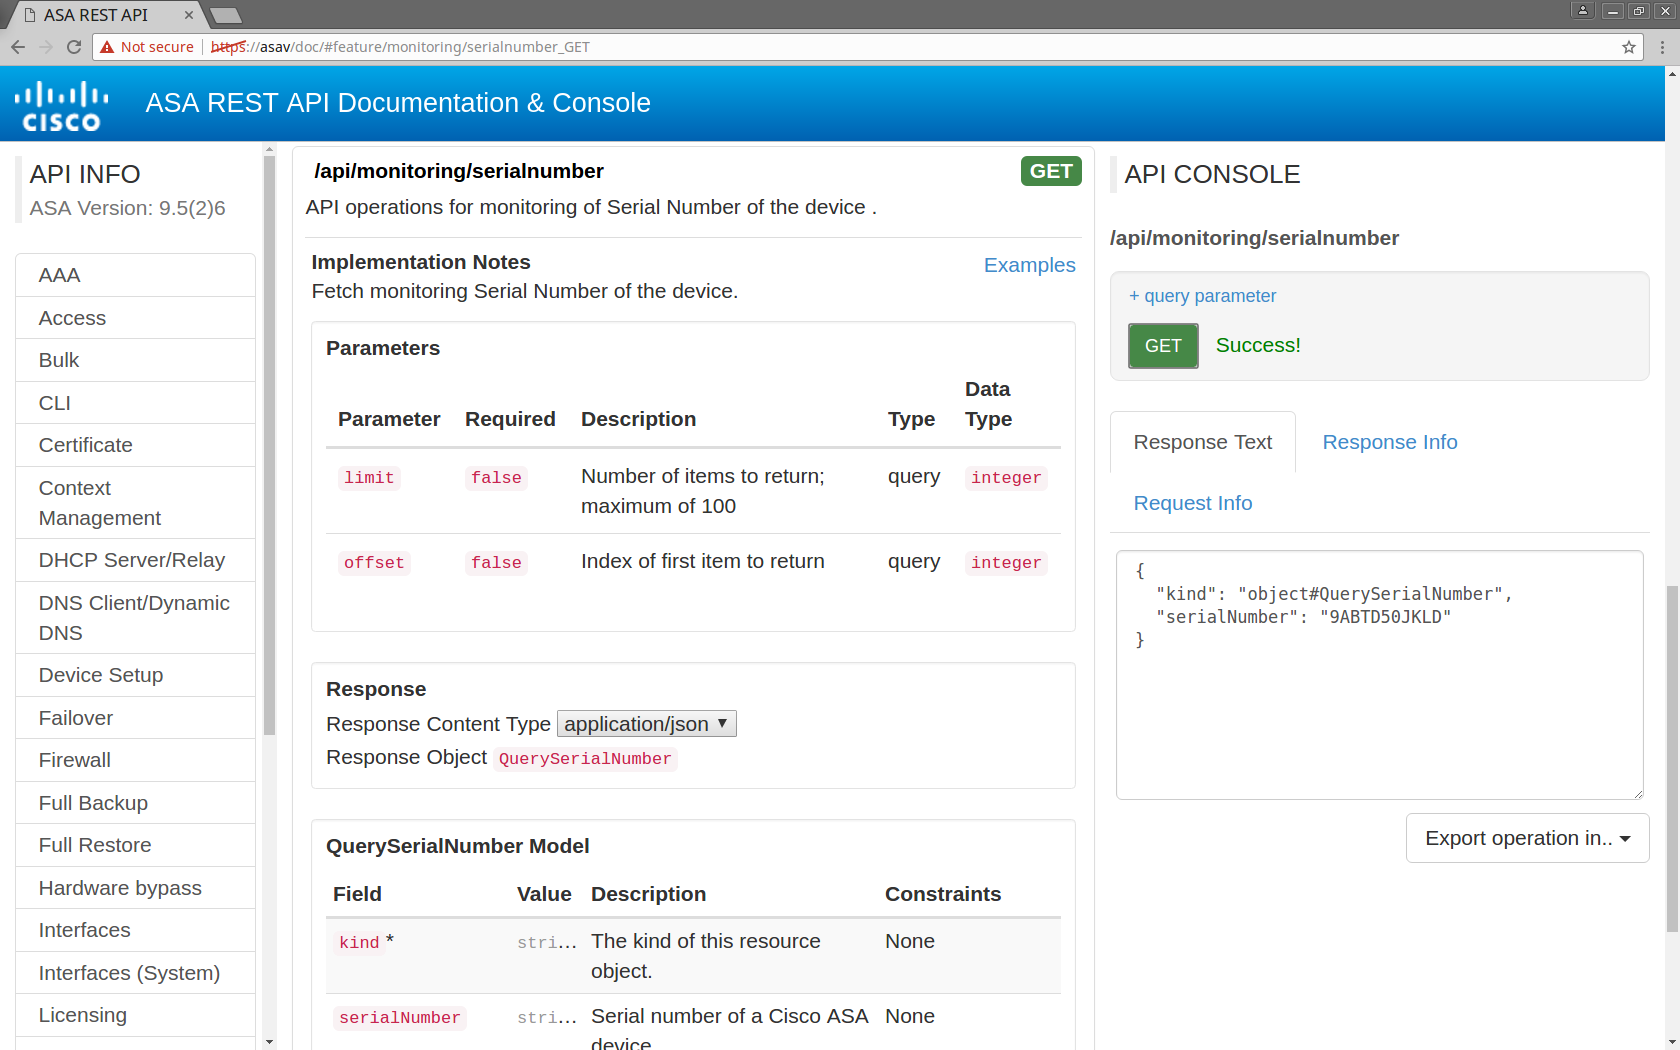 ASA REST API
Not secure
https://asav/doc/#feature/monitoring/serialnumber_GET
CISCO
ASA REST API Documentation & Console
API INFO
ASA Version: 9.5(2)6
AAA
Access
Bulk
CLI
Certificate
Context
Management
DHCP Server/Relay
DNS Client/Dynamic
DNS
Device Setup
Failover
Firewall
Full Backup
Full Restore
Hardware bypass
Interfaces
Interfaces (System)
Licensing
/api/monitoring/serialnumber GET
API operations for monitoring of Serial Number of the device .
Implementation Notes Examples
Fetch monitoring Serial Number of the device.
Parameters
Parameter Required Description Type Data Type
limit false Number of items to return; query integer
maximum of 100
offset false Index of first item to return query integer
Response
Response Content Type application/json
Response Object QuerySerialNumber
QuerySerialNumber Model
Field Value Description Constraints
kind * stri… The kind of this resource None
object.
serialNumber stri… Serial number of a Cisco ASA None
device
API CONSOLE
/api/monitoring/serialnumber
+ query parameter
GET Success!
Response Text Response Info
Request Info
{
"kind": "object#QuerySerialNumber",
"serialNumber": "9ABTD50JKLD"
}
Export operation in..